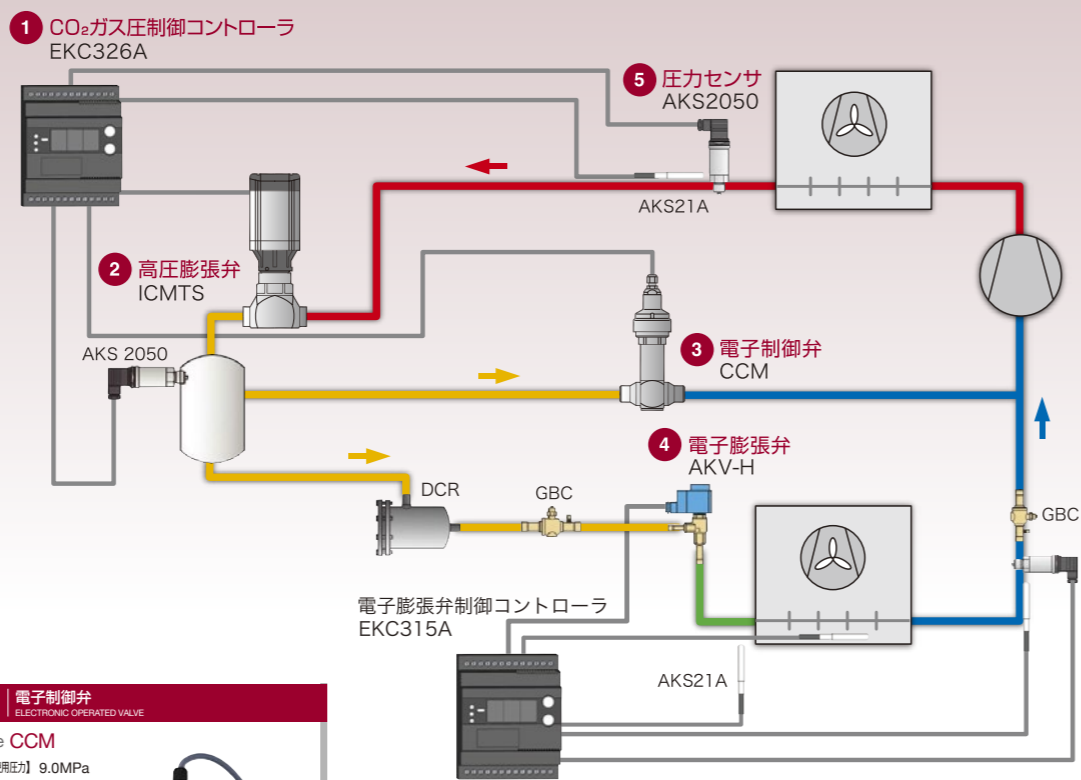 1 CO₂ガス圧制御コントローラ
EKC326A
5 圧力センサ
AKS2050
AKS21A
2 高圧膨張弁
ICMTS
AKS 2050
3 電子制御弁
CCM
4 電子膨張弁
AKV-H
DCR
GBC
GBC
電子膨張弁制御コントローラ
EKC315A
AKS21A
電子制御弁
ELECTRONIC OPERATED VALVE
CCM
用圧力】 9.0MPa